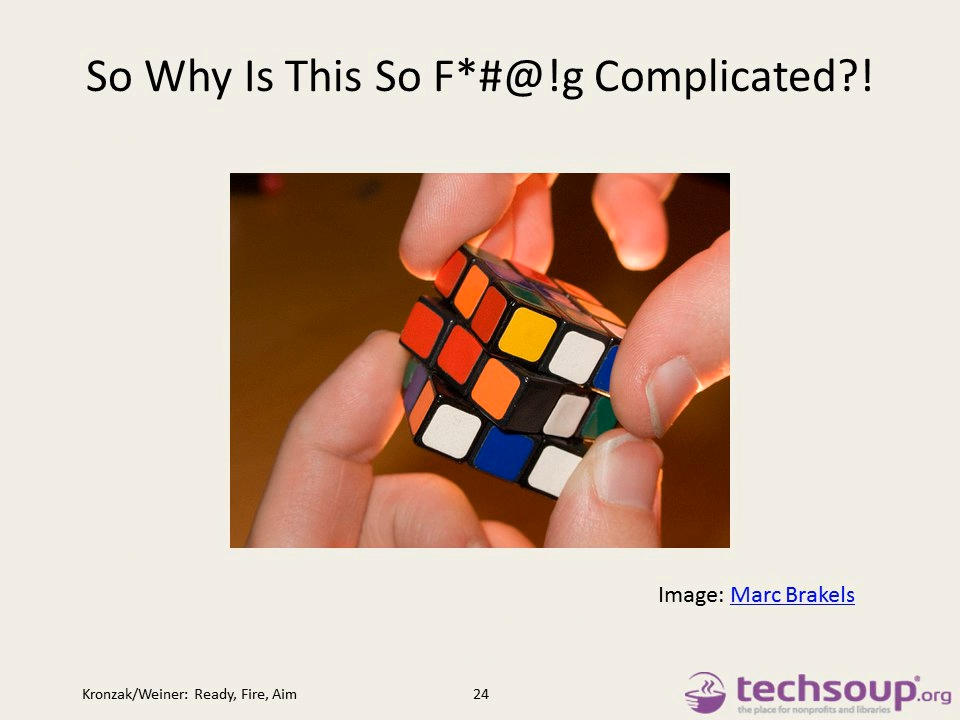 So Why Is This So F*#@!g Complicated?!
Image: Marc Brakels
Kronzak/Weiner: Ready, Fire, Aim
24
techsoup®.org
the place for nonprofits and libraries